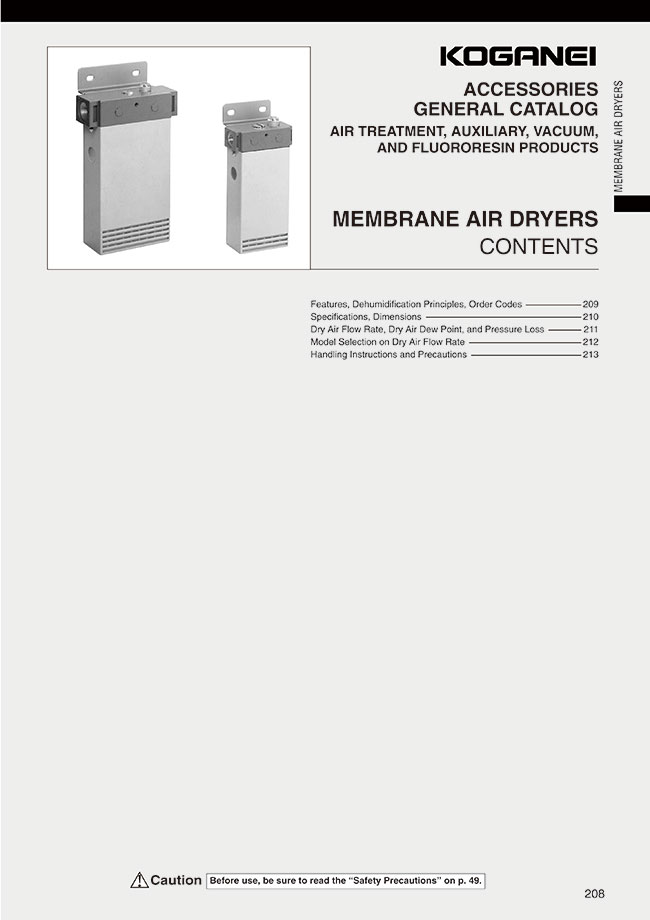 KOGANEI
ACCESSORIES
GENERAL CATALOG
AIR TREATMENT, AUXILIARY, VACUUM,
AND FLUORORESIN PRODUCTS
MEMBRANE AIR DRYERS
MEMBRANE AIR DRYERS
CONTENTS
Features, Dehumidification Principles, Order Codes 209
Specifications, Dimensions 210
Dry Air Flow Rate, Dry Air Dew Point, and Pressure Loss 211
Model Selection on Dry Air Flow Rate 212
Handling Instructions and Precautions 213
Caution Before use, be sure to read the “Safety Precautions” on p. 49.
208